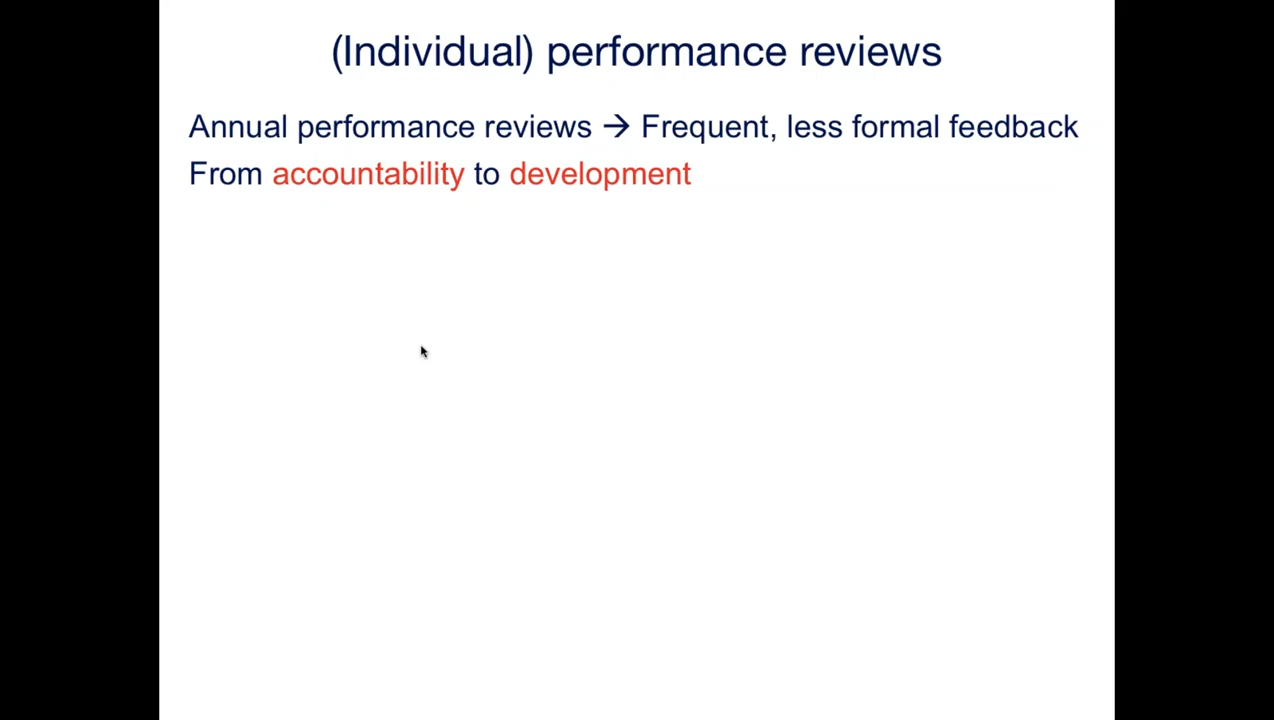 (Individual) performance reviews
Annual performance reviews → Frequent, less formal feedback
From accountability to development